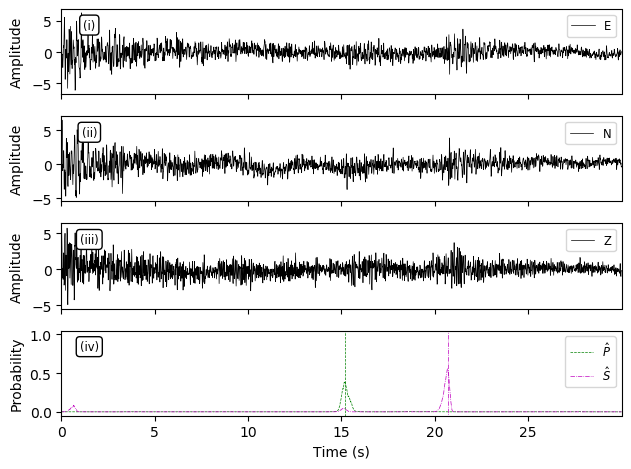 Amplitude
5
0
−5
(i)
E
Amplitude
5
0
−5
(ii)
N
Amplitude
5
0
−5
(iii)
Z
Probability
1.0
0.5
0.0
(iv)
P̂
Ŝ
0 5 10 15 20 25
Time (s)